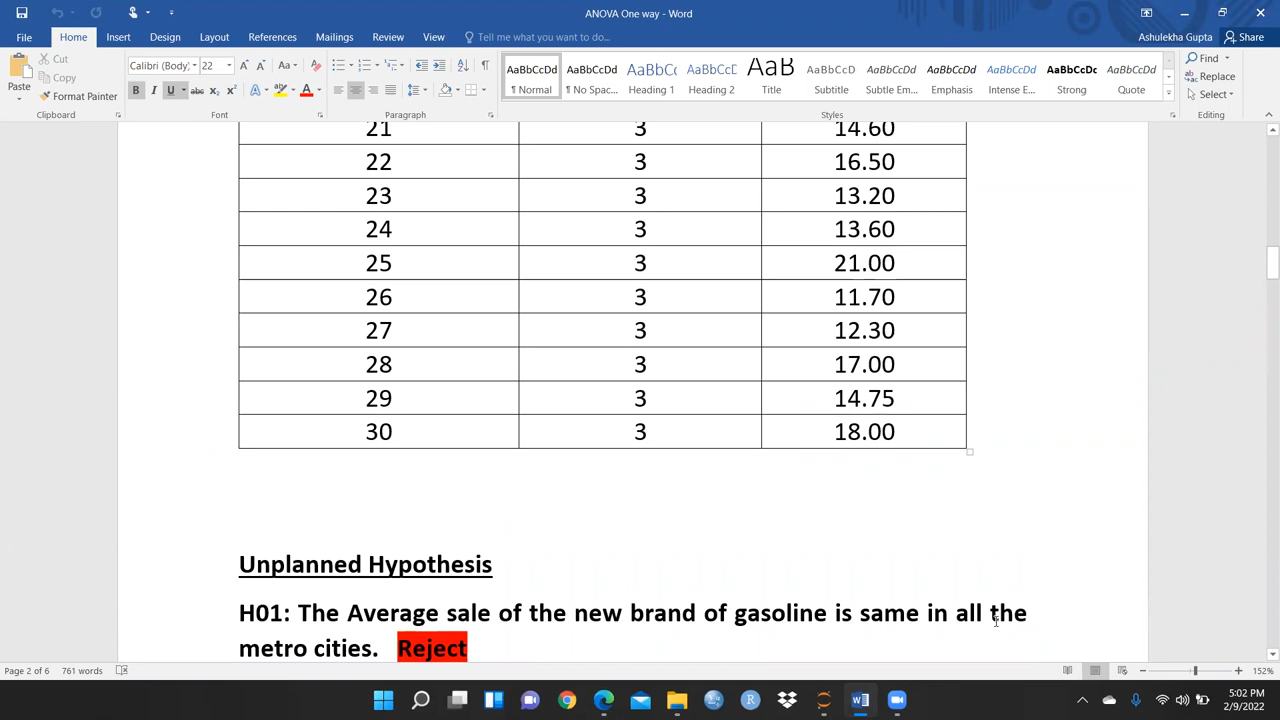 ANOVA One way - Word
File Home Insert Design Layout References Mailings Review View Tell me what you want to do... Ashulekha Gupta Share
Paste Cut Copy Format Painter
Calibri (Body) 22
AaBbCcDd AaBbCcDd AaBbCc AaBbCcD AaB AaBbCcD AaBbCcDd AaBbCcDd AaBbCcDd AaBbCcDc AaBbCcDd
¶ Normal ¶ No Spac... Heading 1 Heading 2 Title Subtitle Subtle Em... Emphasis Intense E... Strong Quote
Find Replace Select
Clipboard Font Paragraph Styles Editing
21 3 14.60
22 3 16.50
23 3 13.20
24 3 13.60
25 3 21.00
26 3 11.70
27 3 12.30
28 3 17.00
29 3 14.75
30 3 18.00
Unplanned Hypothesis
H01: The Average sale of the new brand of gasoline is same in all the
metro cities. Reject
Page 2 of 6 761 words 152%
5:02 PM
2/9/2022